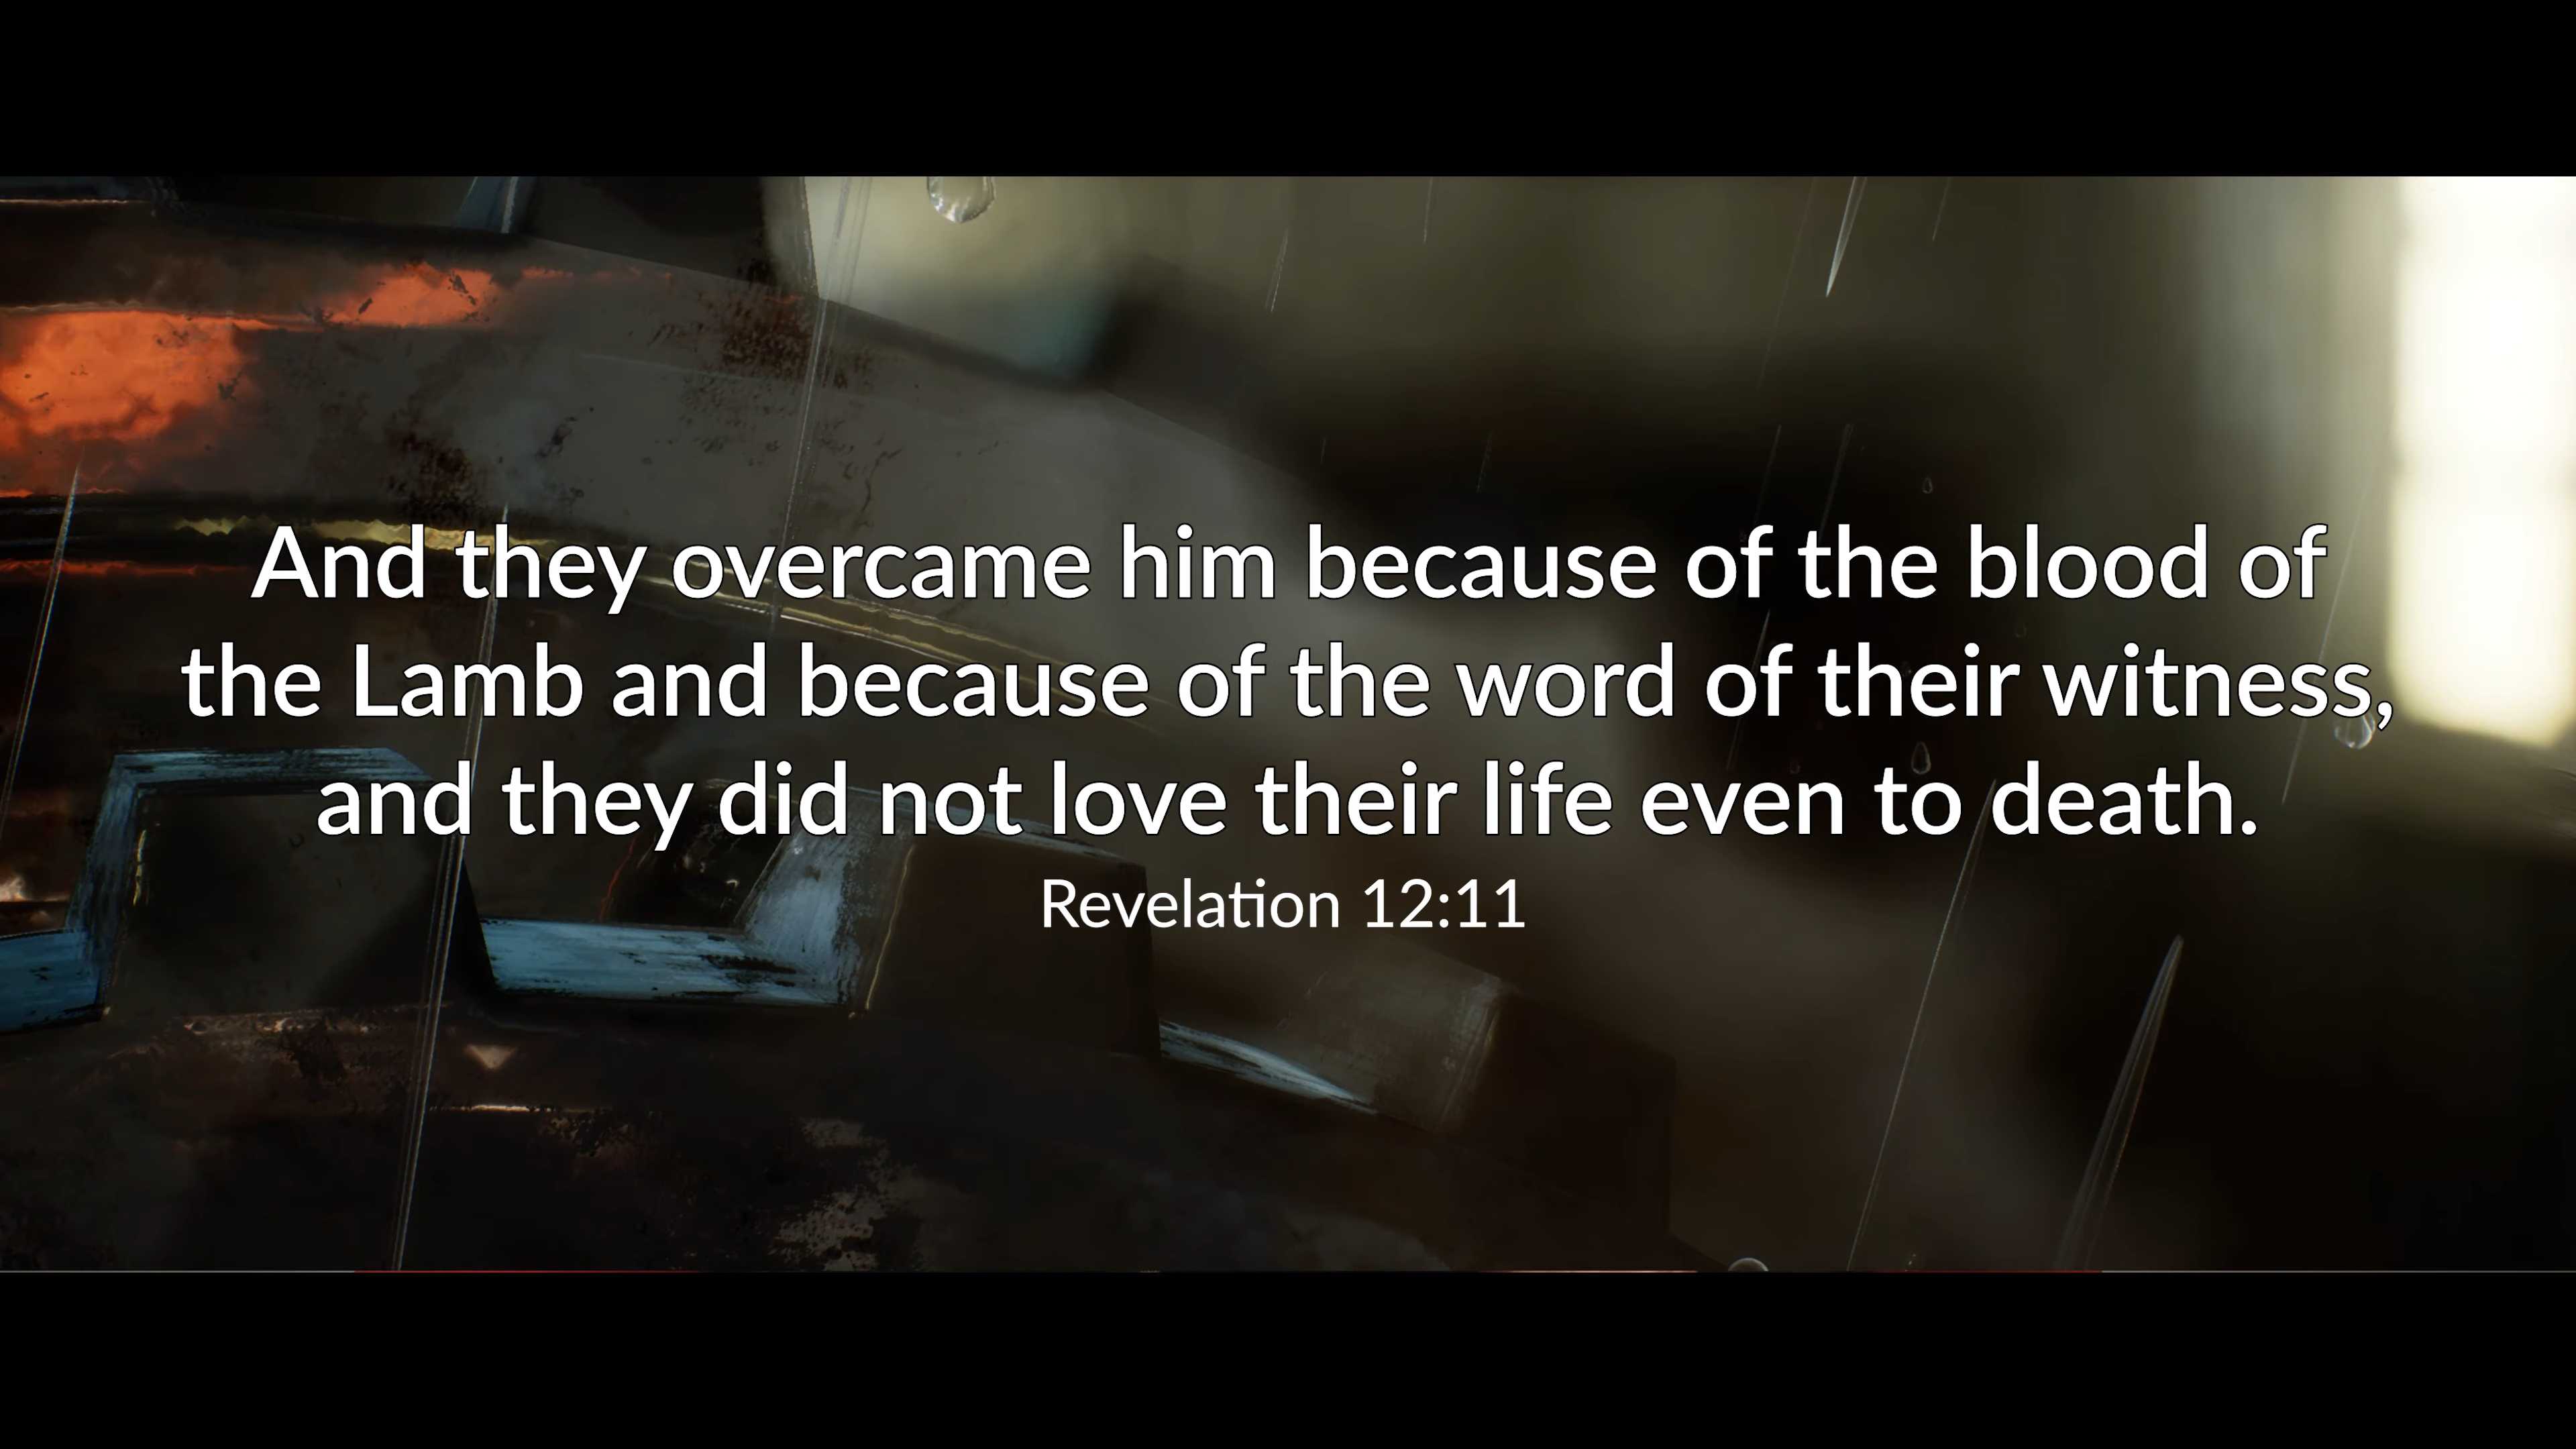 And they overcame him because of the blood of
the Lamb and because of the word of their witness,
and they did not love their life even to death.
Revelation 12:11